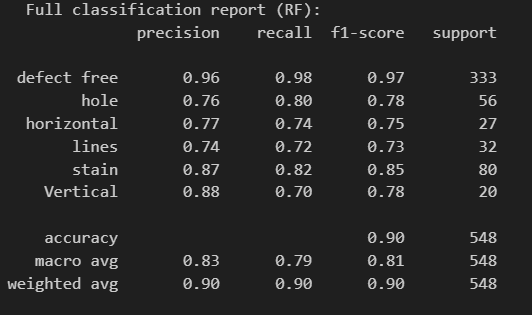 Full classification report (RF):
precision recall f1-score support
defect free 0.96 0.98 0.97 333
hole 0.76 0.80 0.78 56
horizontal 0.77 0.74 0.75 27
lines 0.74 0.72 0.73 32
stain 0.87 0.82 0.85 80
Vertical 0.88 0.70 0.78 20
accuracy 0.90 548
macro avg 0.83 0.79 0.81 548
weighted avg 0.90 0.90 0.90 548